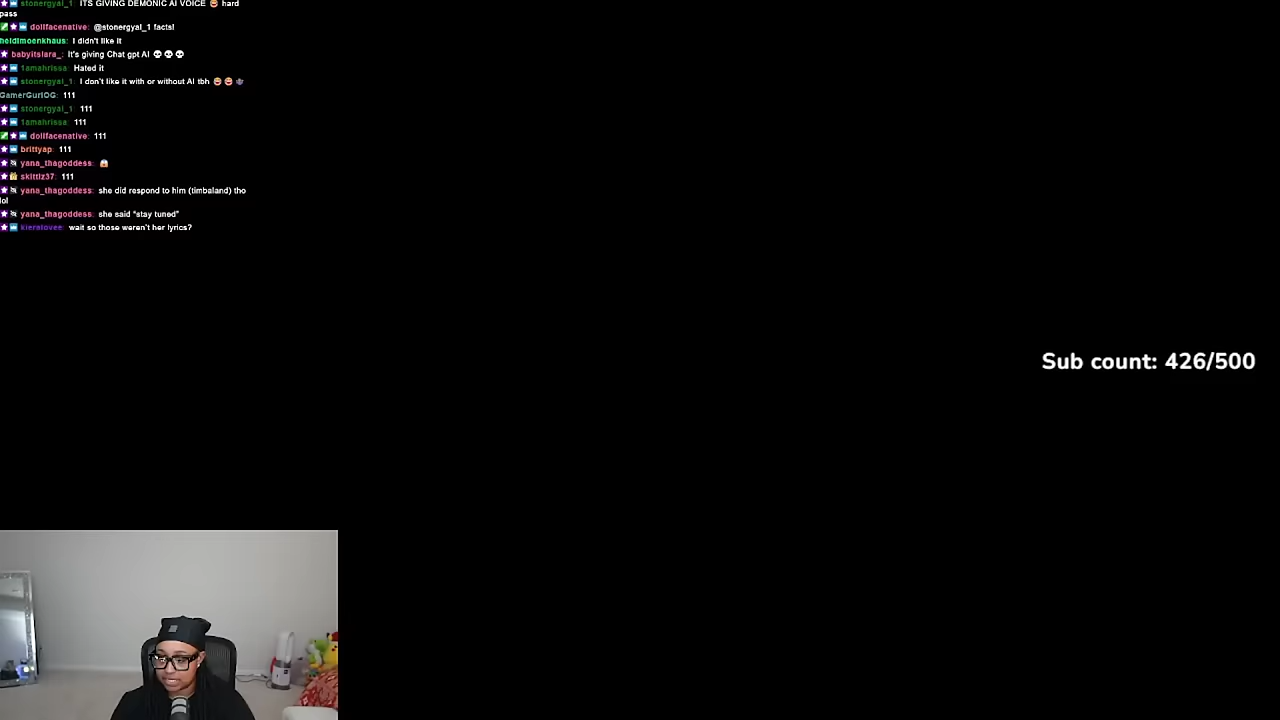 stonergyal_1: ITS GIVING DEMONIC AI VOICE 😩 hard
pass
dollfacenative: @stonergyal_1 facts!
heidimoenkhaus: I didn't like it
babyitslara_: It's giving Chat gpt AI 💀 💀 💀
1amahrissa: Hated it
stonergyal_1: I don't like it with or without AI tbh
GamerGurlOG: 111
stonergyal_1: 111
1amahrissa: 111
dollfacenative: 111
brittyap: 111
yana_thagoddess: 😱
skittlz37: 111
yana_thagoddess: she did respond to him (timbaland) tho
lol
yana_thagoddess: she said "stay tuned"
kieralovee: wait so those weren't her lyrics?
Sub count: 426/500